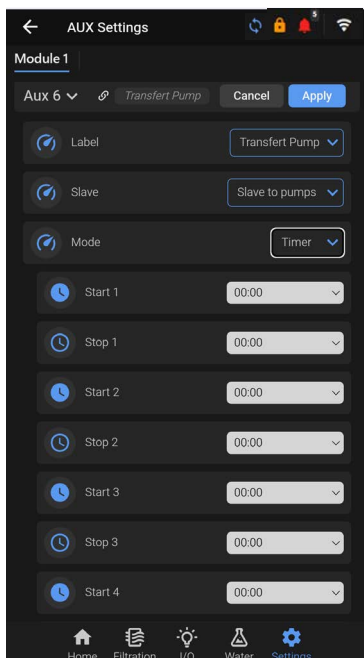 AUX Settings
5
Module 1
Aux 6 Transfert Pump Cancel Apply
Label Transfert Pump
Slave Slave to pumps
Mode Timer
Start 1 00:00
Stop 1 00:00
Start 2 00:00
Stop 2 00:00
Start 3 00:00
Stop 3 00:00
Start 4 00:00
Home Filtration I/O Water Settings